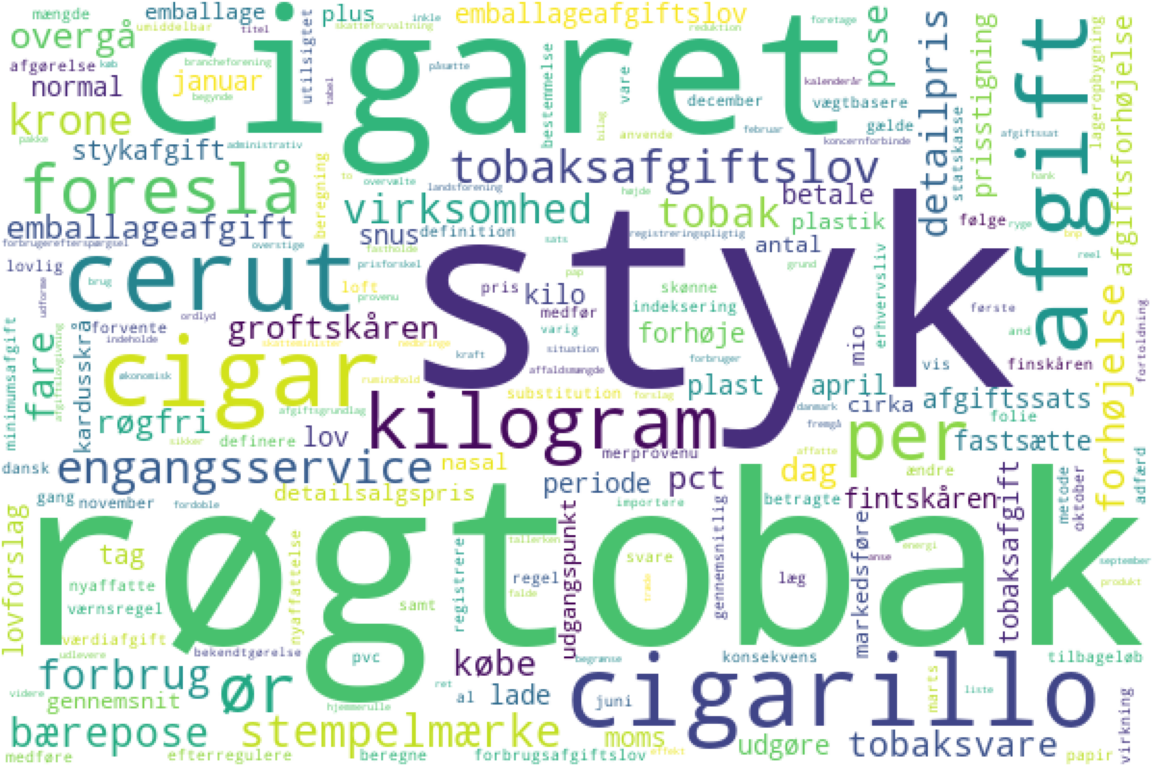 mængde
emballage
plus
emballageafgiftslov
foretage
umiddelbar
titel
skatteforvaltning
inkle
reduktion
overgå
cigaret
pose
detailpris
prisstigning
afgift
lageropbygning
afgiftsforhøjelse
afgørelse
køb
brancheforening
utilsigtet
påsætte
bestemmelse
vare
kalenderår
normal
januar
begynde
tabel
december
vægtbasere
februar
bilag
krone
gælde
statskasse
afgiftssat
pakke
stykafgift
administrativ
anvende
koncernforbindet
beregning
to
overvælte
tobaksafgiftslov
hank
foreslå
landsforening
højde
betale
virksomhed
tobak
plastik
følge
ryge
bnp
emballageafgift
snus
definition
sats
registreringspligtig
antal
grund
reel
forbrugerefterspørgsel
overstige
fastholde
lovlig
cerut
prisforskel
pap
styk
skønne
brug
loft
provenu
pris
kilo
indeksering
erhvervsliv
udforme
ordlyd
medfør
første
fortoldning
forvente
groftskåren
varig
forhøje
mio
and
forhøjelse
indeholde
skatteminister
nedbringe
situation
forbruger
vis
finskåren
minimumsafgift
fare
afgiftslovgivning
kardusskrå
cigar
kraft
affaldsmængde
økonomisk
rumindhold
substitution
forslag
plast
april
afgiftssats
danmark
cirka
folie
røgfri
afgiftsgrundlag
kilogram
fremgå
per
fastsætte
sikker
definere
lov
merprovenu
affatte
dansk
engangsservice
nasal
periode
pct
dag
ændre
adfærd
gang
november
fordoble
detailsalgspris
importere
betragte
fintskåren
metode
oktober
tobaksafgift
lovforslag
røgtobak
tag
nyaffattelse
tallerken
udgangspunkt
gennemsnitlig
markedsføre
anse
energi
september
nyaffatte
registrere
regel
svare
træde
læg
produkt
værnsregel
samt
falde
værdiafgift
udlevere
bekendtgørelse
pvc
købe
begrænse
konsekvens
tilbageløb
forbrug
ør
ret
cigarillo
marts
videre
gennemsnit
hjemmerulle
al
lade
juni
liste
virkning
bærepose
stempelmærke
moms
udgøre
tobaksvare
medføre
efterregulere
beregne
forbrugsafgiftslov
effekt
papir